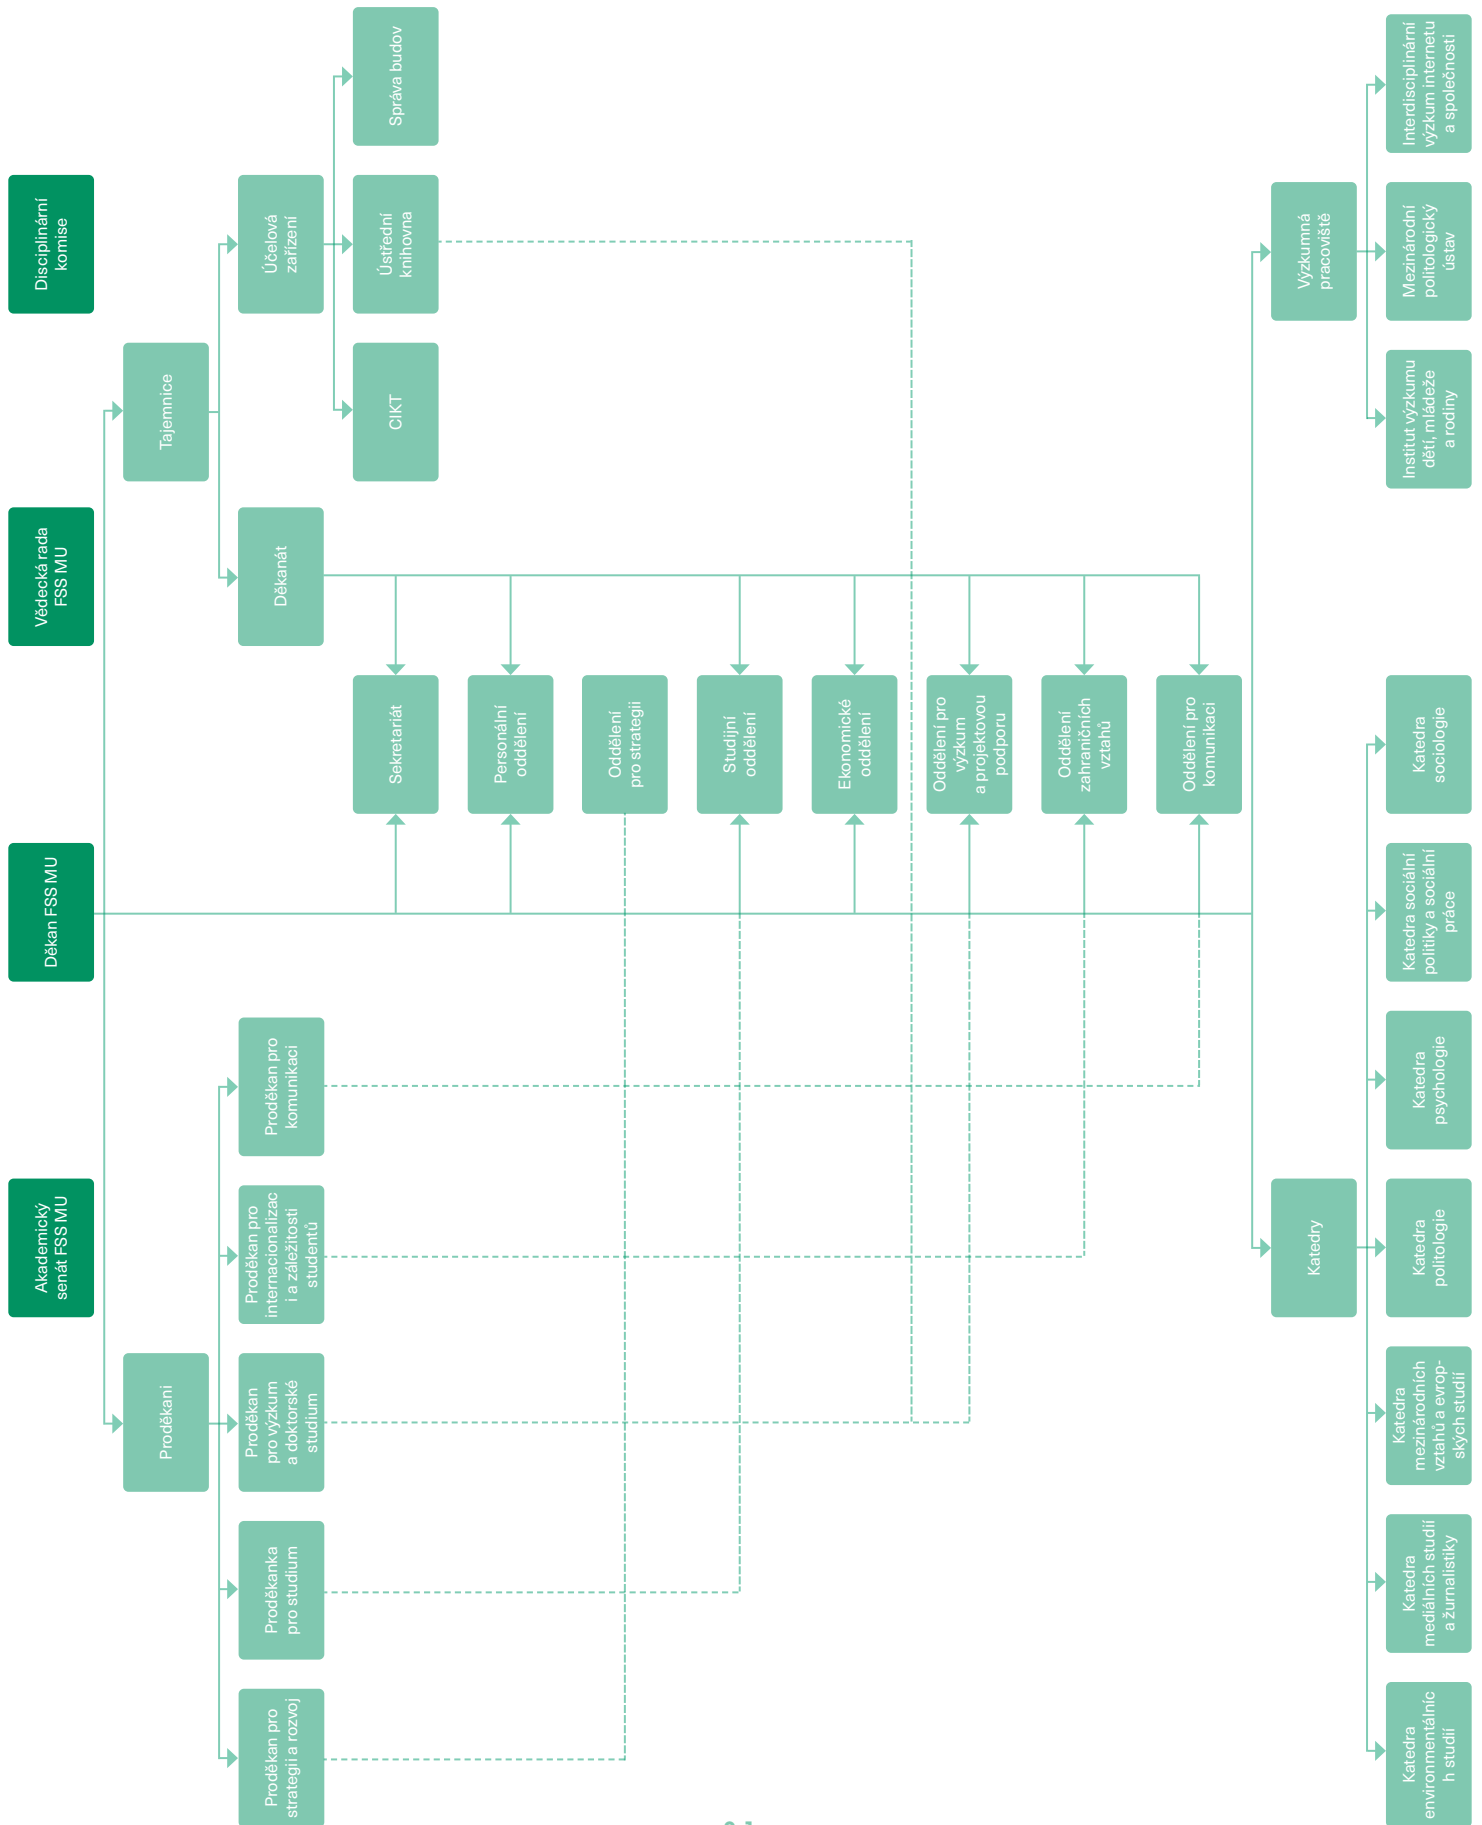 Akademický
senát FSS MU
Děkan FSS MU
Vědecká rada
FSS MU
Disciplinární
komise
Proděkani
Tajemnice
Proděkan pro
strategii a rozvoj
Proděkanka
pro studium
Proděkan
pro výzkum
a doktorské
studium
Proděkan pro
internacionalizac
i a záležitosti
studentů
Proděkan pro
komunikaci
Děkanát
Účelová
zařízení
CIKT
Ústřední
knihovna
Správa budov
Sekretariát
Personální
oddělení
Oddělení
pro strategii
Studijní
oddělení
Ekonomické
oddělení
Oddělení pro
výzkum
a projektovou
podporu
Oddělení
zahraničních
vztahů
Oddělení pro
komunikaci
Katedry
Výzkumná
pracoviště
Katedra
environmentálníc
h studií
Katedra
mediálních studií
a žurnalistiky
Katedra
mezinárodních
vztahů a evrop-
ských studií
Katedra
politologie
Katedra
psychologie
Katedra sociální
politiky a sociální
práce
Katedra
sociologie
Institut výzkumu
dětí, mládeže
a rodiny
Mezinárodní
politologický
ústav
Interdisciplinární
výzkum internetu
a společnosti